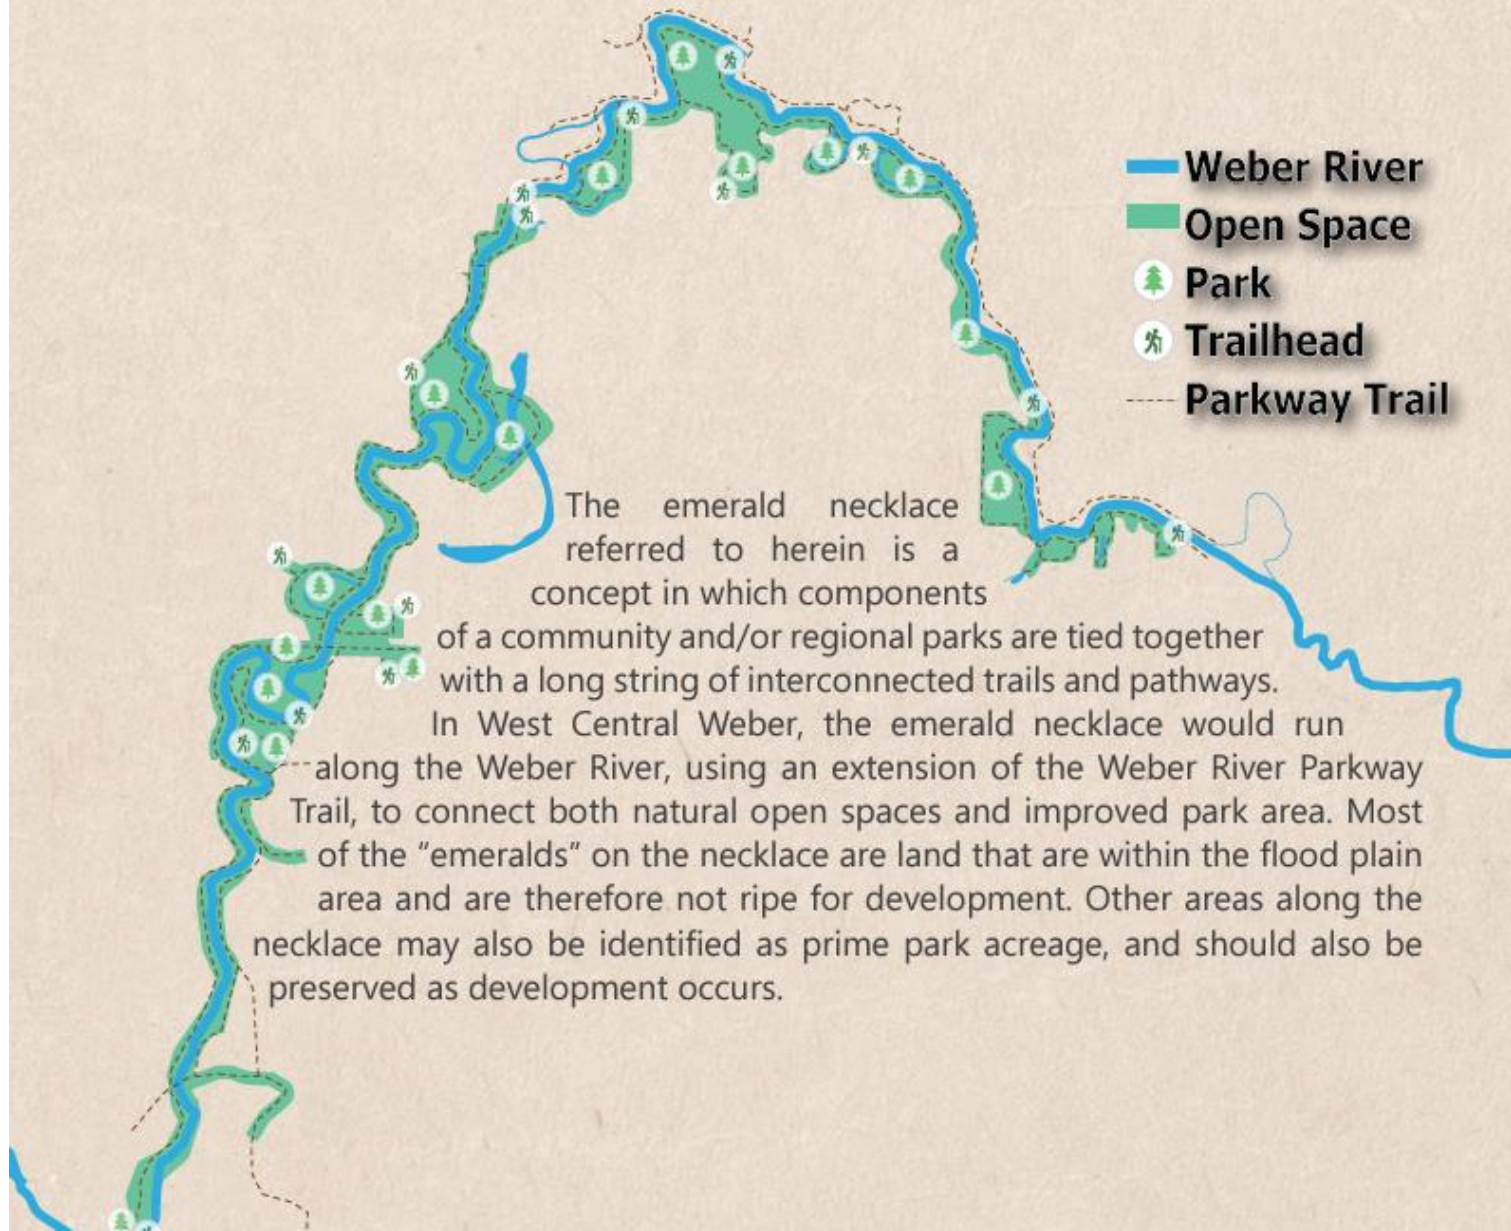 Weber River
Open Space
Park
Trailhead
Parkway Trail
The emerald necklace
referred to herein is a
concept in which components
of a community and/or regional parks are tied together
with a long string of interconnected trails and pathways.
In West Central Weber, the emerald necklace would run
along the Weber River, using an extension of the Weber River Parkway
Trail, to connect both natural open spaces and improved park area. Most
of the “emeralds” on the necklace are land that are within the flood plain
area and are therefore not ripe for development. Other areas along the
necklace may also be identified as prime park acreage, and should also be
preserved as development occurs.